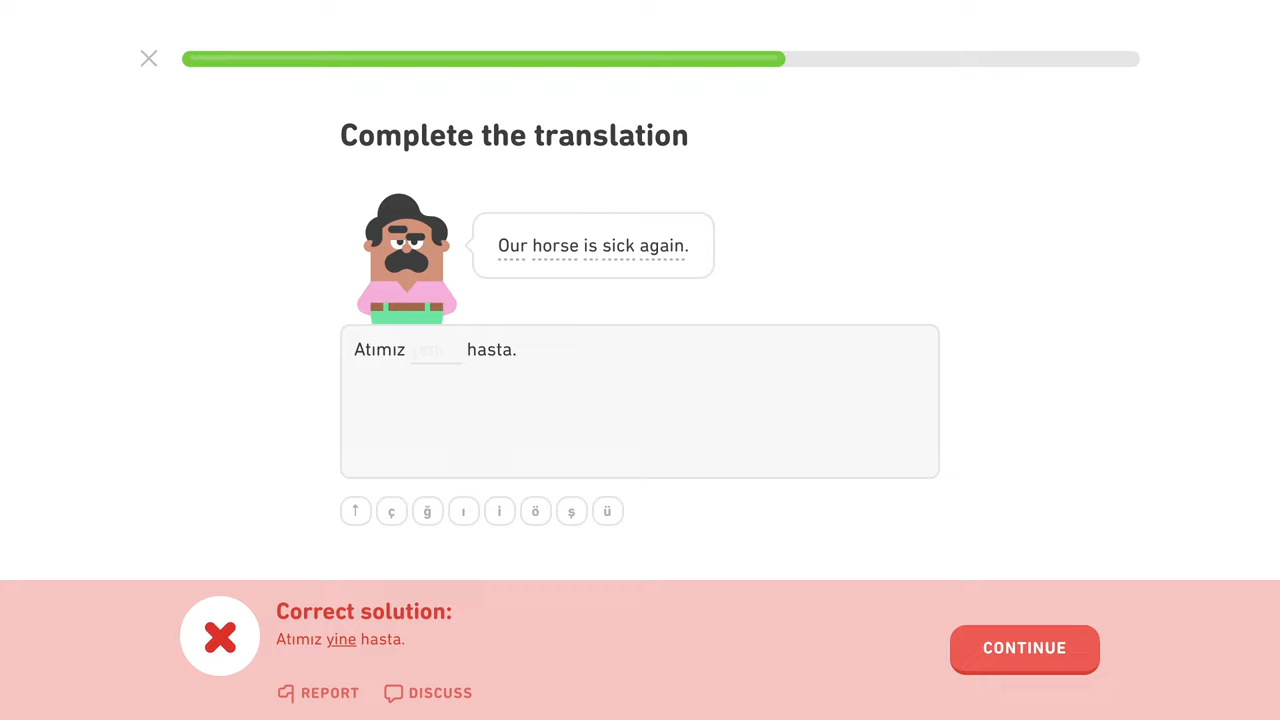 Complete the translation
Our horse is sick again.
Atımız hasta.
↑ ç ğ ı i ö ş ü
Correct solution:
Atımız yine hasta.
CONTINUE
REPORT DISCUSS